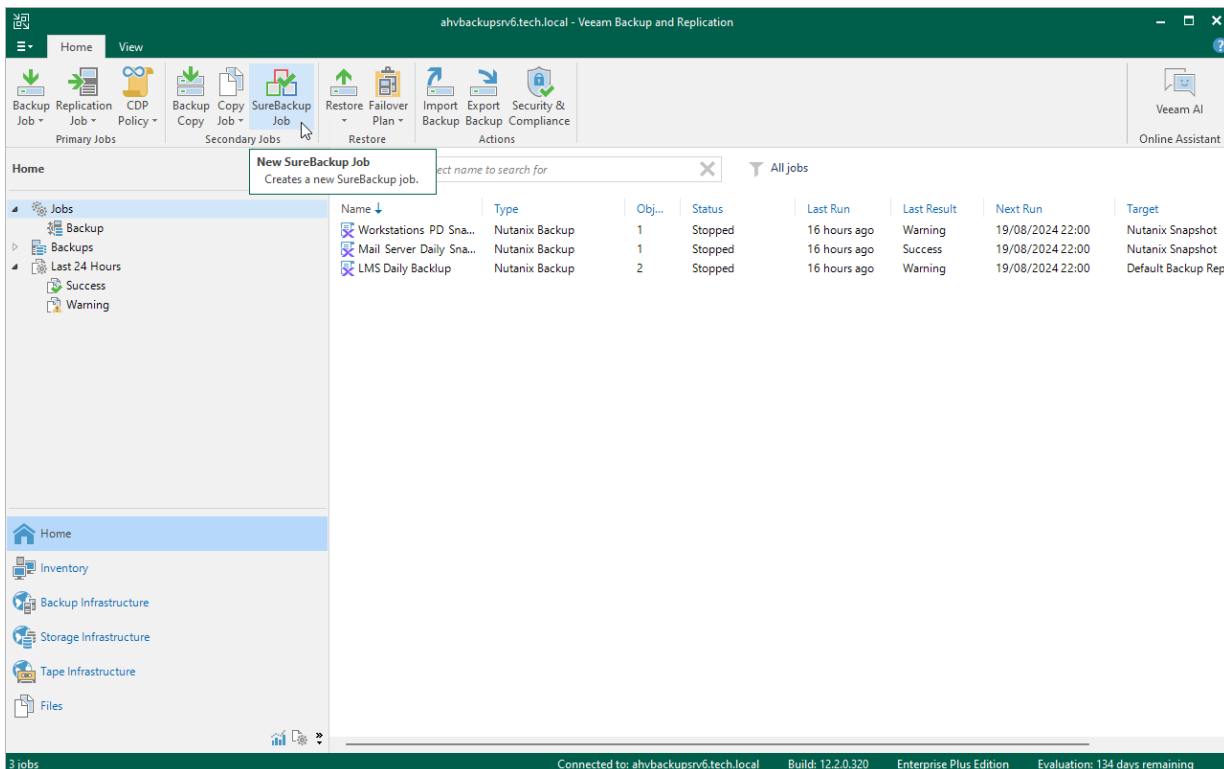 ahvbackupsrv6.tech.local - Veeam Backup and Replication
Home View
Backup Job
Replication Job
CDP Policy
Primary Jobs
Backup Copy
Copy Job
SureBackup Job
Secondary Jobs
Restore
Failover Plan
Restore
Import Backup
Export Backup
Security & Compliance
Actions
Veeam AI
Online Assistant
New SureBackup Job
Creates a new SureBackup job.
Home
ect name to search for
All jobs
Jobs
Backup
Backups
Last 24 Hours
Success
Warning
Name Type Obj... Status Last Run Last Result Next Run Target
Workstations PD Sna... Nutanix Backup 1 Stopped 16 hours ago Warning 19/08/2024 22:00 Nutanix Snapshot
Mail Server Daily Sna... Nutanix Backup 1 Stopped 16 hours ago Success 19/08/2024 22:00 Nutanix Snapshot
LMS Daily Backlup Nutanix Backup 2 Stopped 16 hours ago Warning 19/08/2024 22:00 Default Backup Rep
Home
Inventory
Backup Infrastructure
Storage Infrastructure
Tape Infrastructure
Files
3 jobs Connected to: ahvbackupsrv6.tech.local Build: 12.2.0.320 Enterprise Plus Edition Evaluation: 134 days remaining